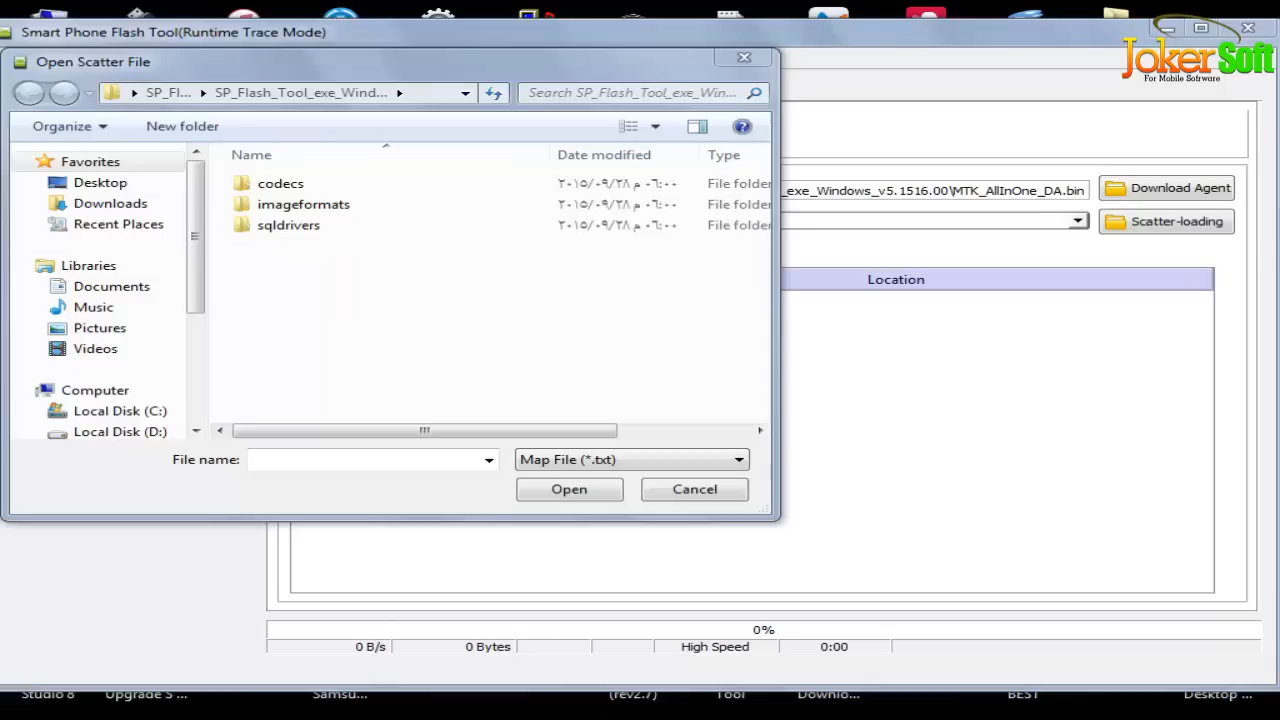 Smart Phone Flash Tool(Runtime Trace Mode)
JokerSoft
For Mobile Software
Open Scatter File
SP_Fl... SP_Flash_Tool_exe_Wind...
Search SP_Flash_Tool_exe_Win...
Organize
New folder
Name
Date modified
Type
Favorites
Desktop
Downloads
Recent Places
Libraries
Documents
Music
Pictures
Videos
Computer
Local Disk (C:)
Local Disk (D:)
codecs ٢٠١٥/٠٩/٢٨ ٠٦:٠٠ م File folder
imageformats ٢٠١٥/٠٩/٢٨ ٠٦:٠٠ م File folder
sqldrivers ٢٠١٥/٠٩/٢٨ ٠٦:٠٠ م File folder
File name:
Map File (*.txt)
Open
Cancel
_exe_Windows_v5.1516.00\MTK_AllInOne_DA.bin
Download Agent
Scatter-loading
Location
0%
0 B/s
0 Bytes
High Speed
0:00
Studio 8
Upgrade S ...
Samsu...
(rev2.7)
Tool
Downlo...
BEST
Desktop ...